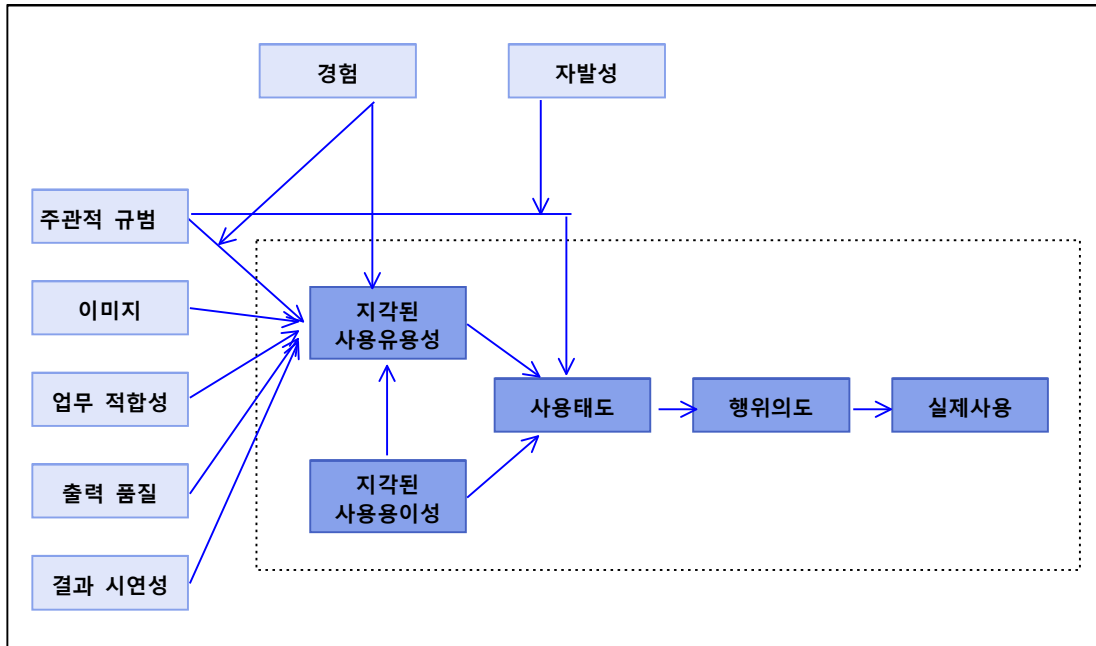 경험
자발성
주관적 규범
이미지
지각된
사용유용성
업무 적합성
사용태도
행위의도
실제사용
출력 품질
지각된
사용용이성
결과 시연성